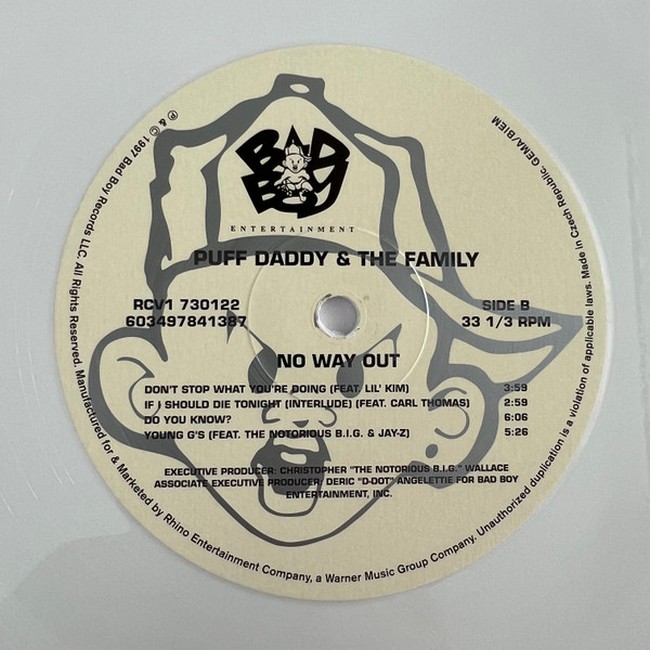 BAD BOY
ENTERTAINMENT
PUFF DADDY & THE FAMILY
RCV1 730122
603497841387
SIDE B
33 1/3 RPM
NO WAY OUT
DON'T STOP WHAT YOU'RE DOING (FEAT. LIL' KIM) 3:59
IF I SHOULD DIE TONIGHT (INTERLUDE) (FEAT. CARL THOMAS) 2:59
DO YOU KNOW? 6:06
YOUNG G'S (FEAT. THE NOTORIOUS B.I.G. & JAY-Z) 5:26
EXECUTIVE PRODUCER: CHRISTOPHER "THE NOTORIOUS B.I.G." WALLACE
ASSOCIATE EXECUTIVE PRODUCER: DERIC "D-DOT" ANGELETTIE FOR BAD BOY
ENTERTAINMENT, INC.
℗ & © 1997 Bad Boy Records LLC. All Rights Reserved. Manufactured for & Marketed by Rhino Entertainment Company, a Warner Music Group Company. Unauthorized duplication is a violation of applicable laws. Made in Czech Republic. GEMA/BIEM